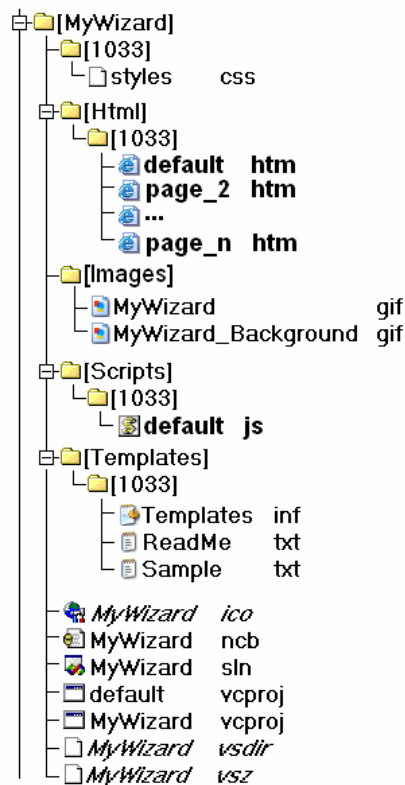 [MyWizard]
[1033]
styles css
[Html]
[1033]
default htm
page_2 htm
...
page_n htm
[Images]
MyWizard gif
MyWizard_Background gif
[Scripts]
[1033]
default js
[Templates]
[1033]
Templates inf
ReadMe txt
Sample txt
MyWizard ico
MyWizard ncb
MyWizard sln
default vcproj
MyWizard vcproj
MyWizard vsdir
MyWizard vsz